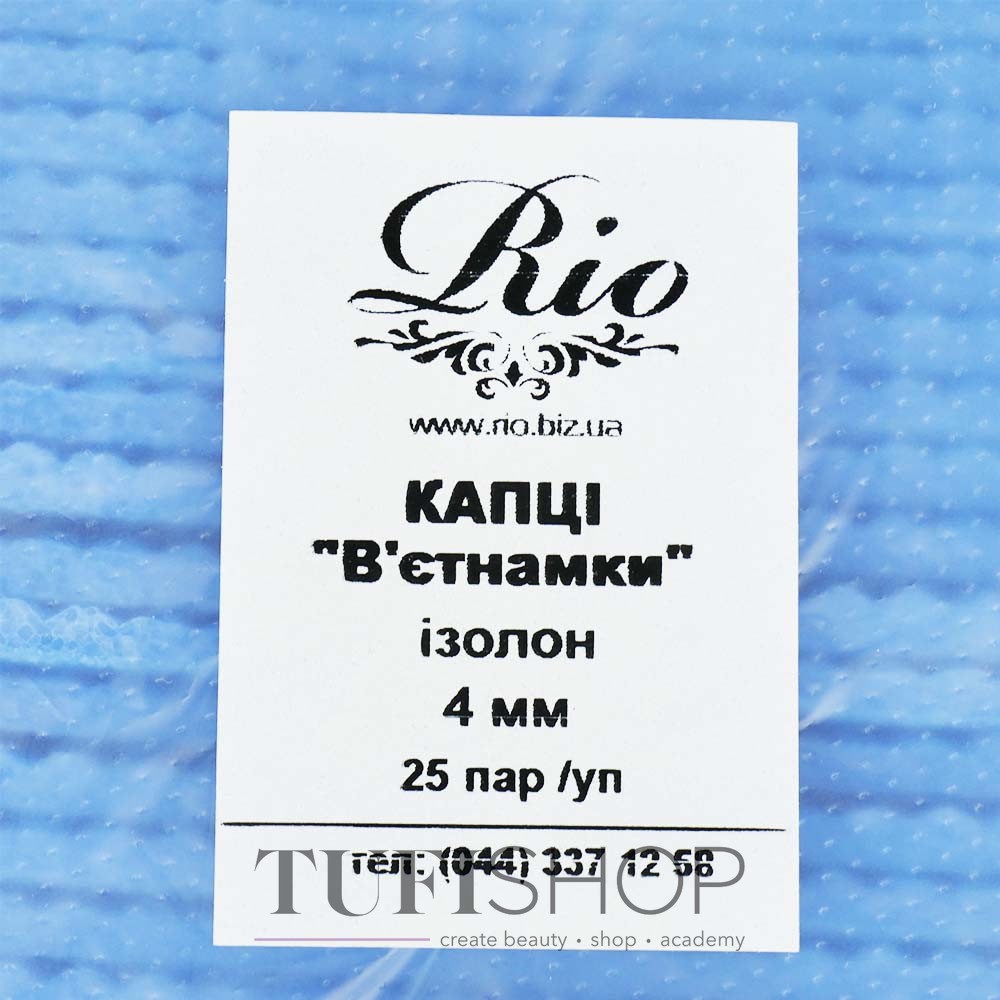 Rio
www.rio.biz.ua
КАПЦІ
"В'єтнамки"
ізолон
4 мм
25 пар /уп
тел: (044) 337 12 58
TUFISHOP
create beauty • shop • academy